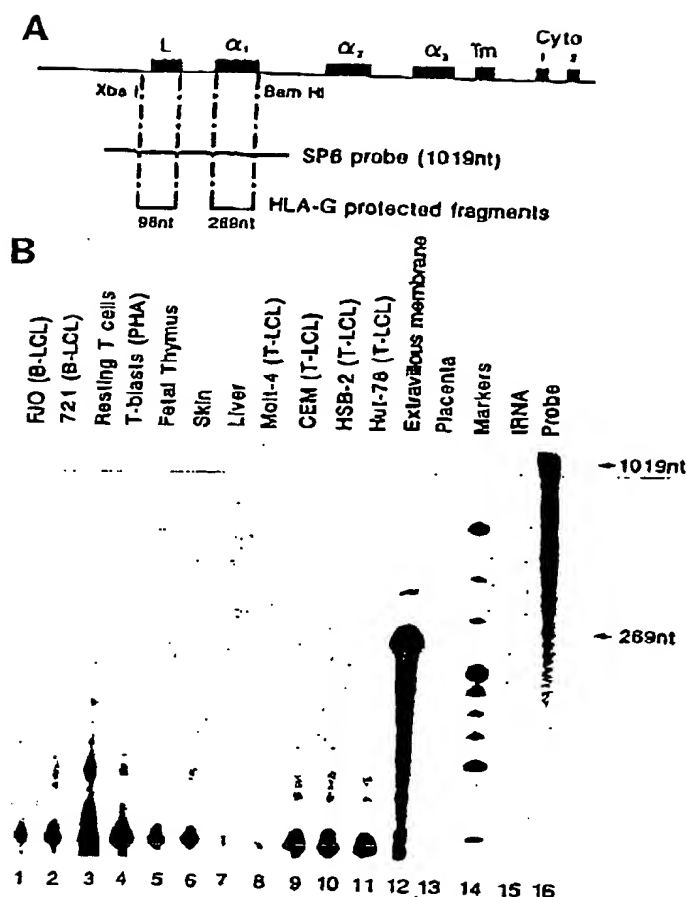 A
L α₁ α₂ α₃ Tm Cyto
1 2
Xba I Bam HI
SP6 probe (1019nt)
HLA-G protected fragments
96nt 269nt
B
FJO (B-LCL)
721 (B-LCL)
Resting T cells
T-blasts (PHA)
Fetal Thymus
Skin
Liver
Molt-4 (T-LCL)
CEM (T-LCL)
HSB-2 (T-LCL)
Hut-78 (T-LCL)
Extravillous membrane
Placenta
Markers
tRNA
Probe
1019nt
269nt
1 2 3 4 5 6 7 8 9 10 11 12 13 14 15 16